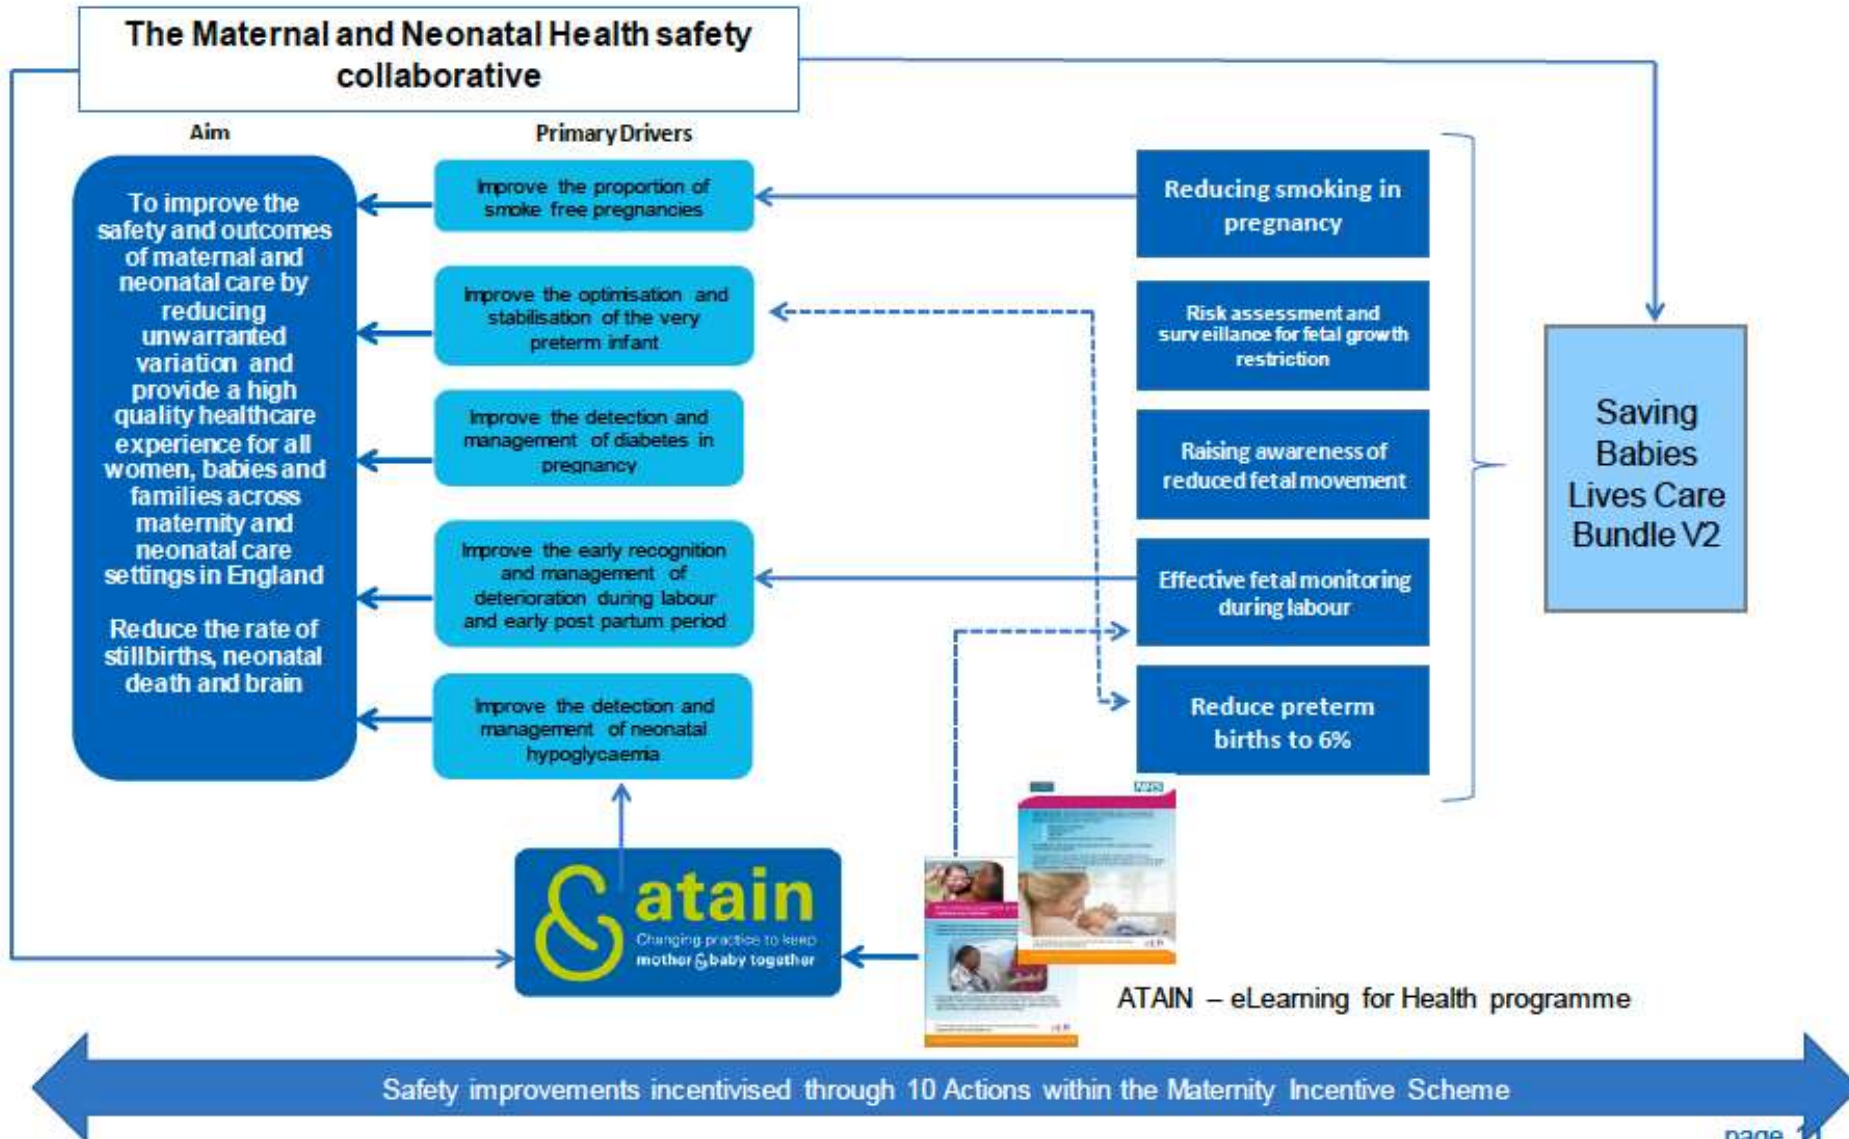 The Maternal and Neonatal Health safety
collaborative
Aim
Primary Drivers
To improve the
safety and outcomes
of maternal and
neonatal care by
reducing
unwarranted
variation and
provide a high
quality healthcare
experience for all
women, babies and
families across
maternity and
neonatal care
settings in England
Reduce the rate of
stillbirths, neonatal
death and brain
Improve the proportion of
smoke free pregnancies
Improve the optimisation and
stabilisation of the very
preterm infant
Improve the detection and
management of diabetes in
pregnancy
Improve the early recognition
and management of
deterioration during labour
and early post partum period
Improve the detection and
management of neonatal
hypoglycaemia
Reducing smoking in
pregnancy
Risk assessment and
surveillance for fetal growth
restriction
Raising awareness of
reduced fetal movement
Effective fetal monitoring
during labour
Reduce preterm
births to 6%
Saving
Babies
Lives Care
Bundle V2
atain
Changing practice to keep
mother & baby together
NHS
ATAIN – eLearning for Health programme
Safety improvements incentivised through 10 Actions within the Maternity Incentive Scheme
page